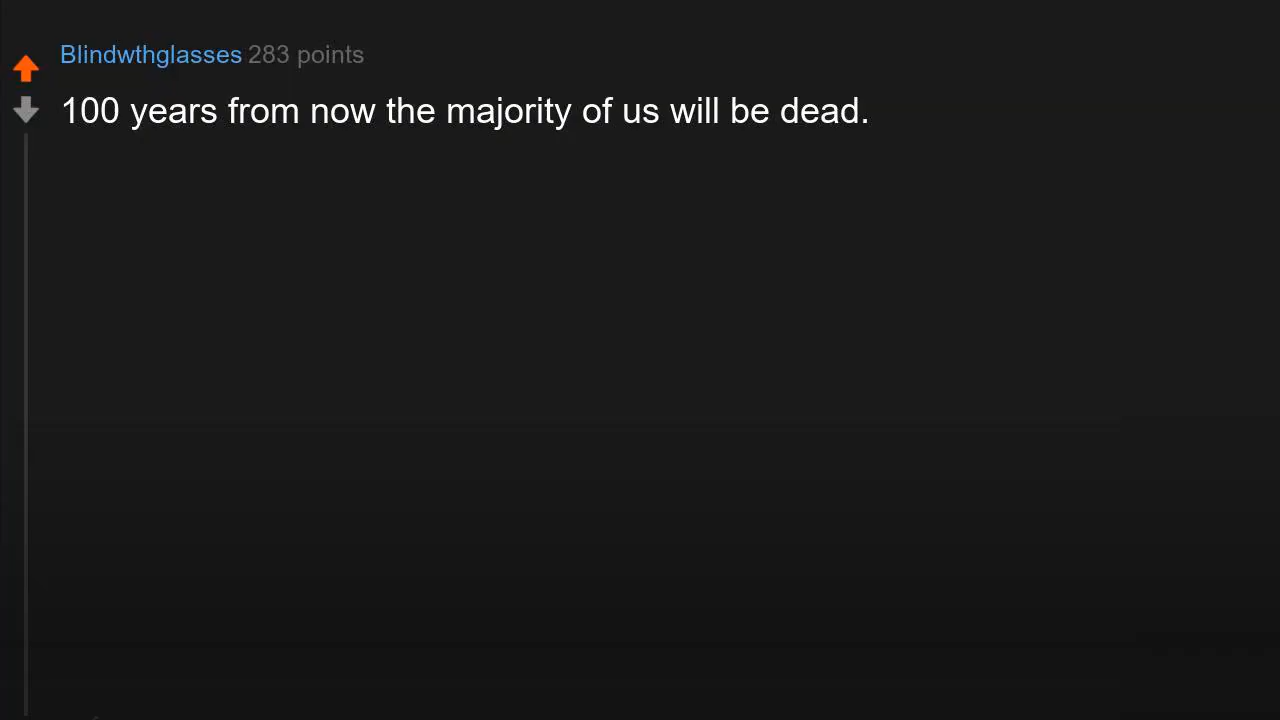 Blindwthglasses 283 points
100 years from now the majority of us will be dead.